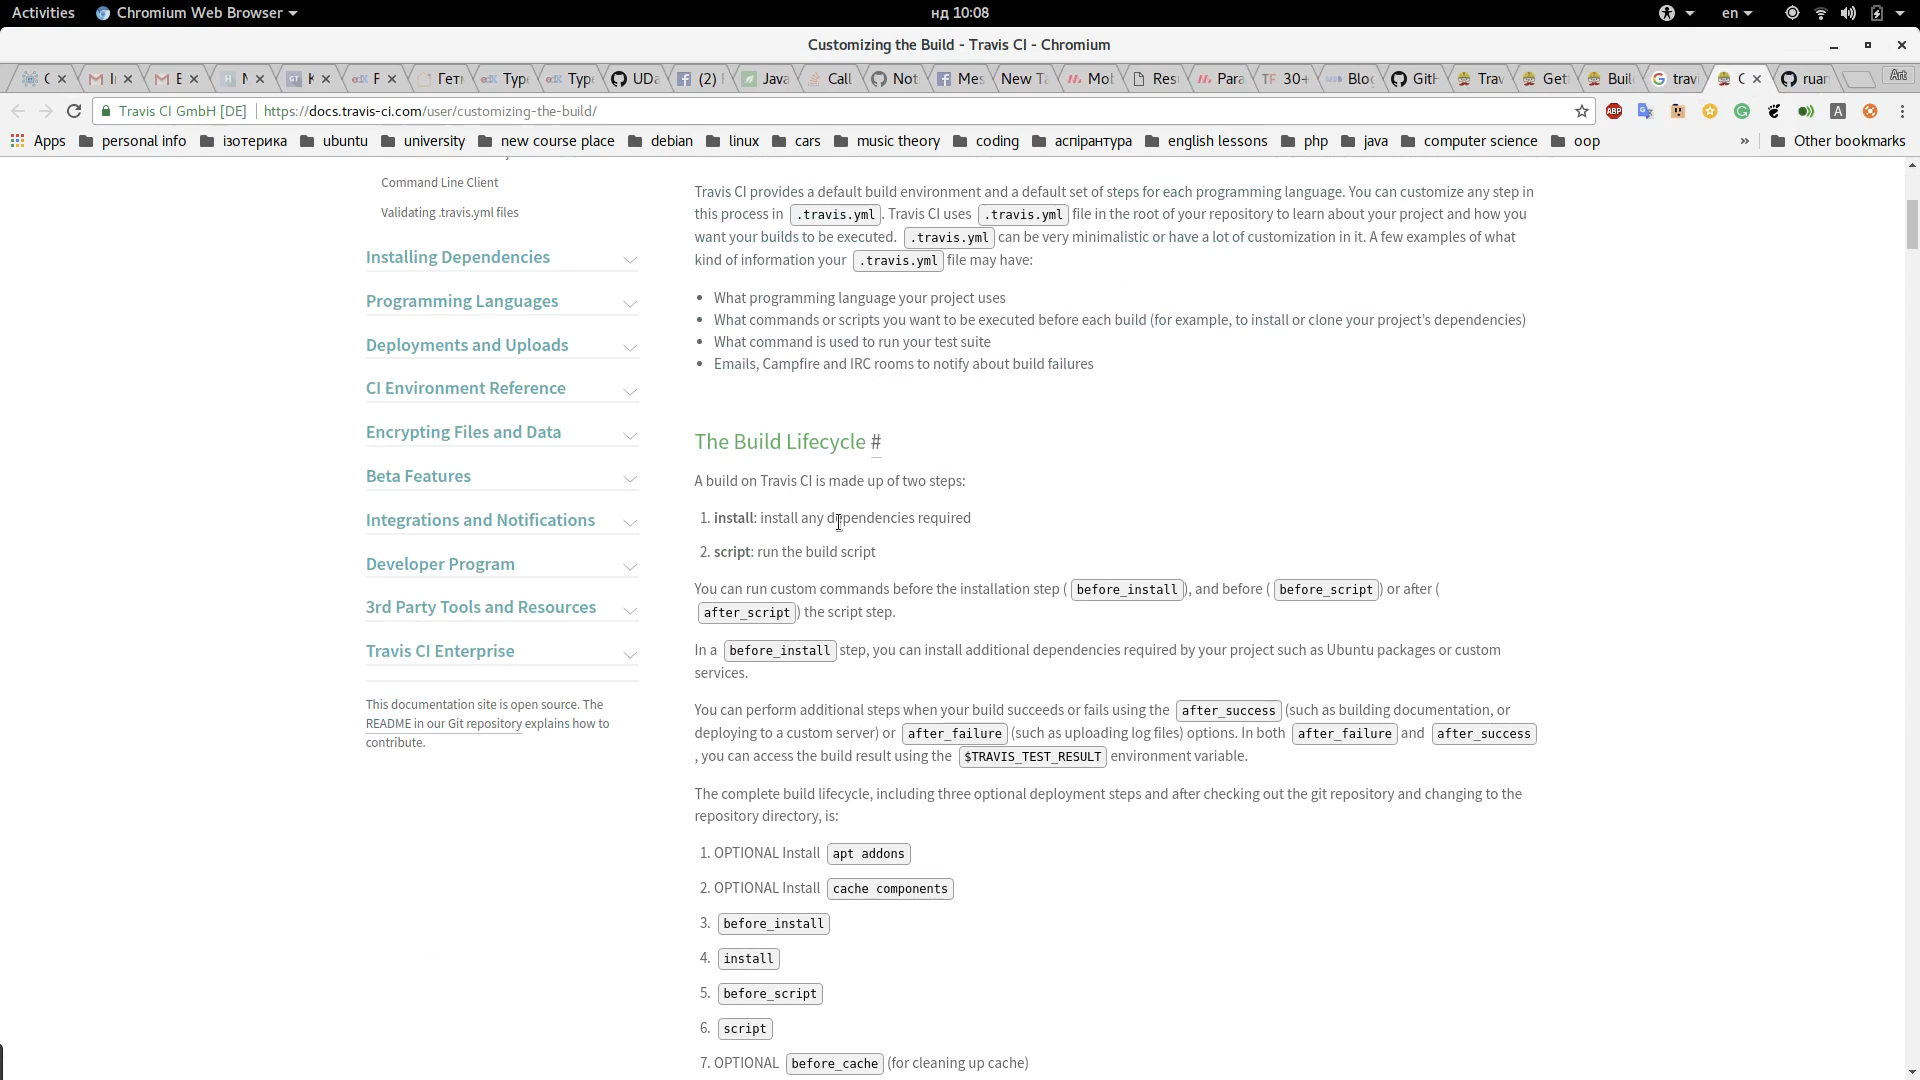 Activities Chromium Web Browser нд 10:08 en
Customizing the Build - Travis CI - Chromium
UDa (2) Java Call Not Mes New Ta Mob Res Para 30+ Blo GitH Trav Get Buil travi ruan Art
Travis CI GmbH [DE] https://docs.travis-ci.com/user/customizing-the-build/
Apps personal info ізотерика ubuntu university new course place debian linux cars music theory coding аспірантура english lessons php java computer science oop » Other bookmarks
Command Line Client
Validating .travis.yml files
Installing Dependencies
Programming Languages
Deployments and Uploads
CI Environment Reference
Encrypting Files and Data
Beta Features
Integrations and Notifications
Developer Program
3rd Party Tools and Resources
Travis CI Enterprise
This documentation site is open source. The
README in our Git repository explains how to
contribute.
Travis CI provides a default build environment and a default set of steps for each programming language. You can customize any step in
this process in .travis.yml. Travis CI uses .travis.yml file in the root of your repository to learn about your project and how you
want your builds to be executed. .travis.yml can be very minimalistic or have a lot of customization in it. A few examples of what
kind of information your .travis.yml file may have:
• What programming language your project uses
• What commands or scripts you want to be executed before each build (for example, to install or clone your project's dependencies)
• What command is used to run your test suite
• Emails, Campfire and IRC rooms to notify about build failures
The Build Lifecycle #
A build on Travis CI is made up of two steps:
1. install: install any dependencies required
2. script: run the build script
You can run custom commands before the installation step ( before_install), and before ( before_script) or after (
after_script) the script step.
In a before_install step, you can install additional dependencies required by your project such as Ubuntu packages or custom
services.
You can perform additional steps when your build succeeds or fails using the after_success (such as building documentation, or
deploying to a custom server) or after_failure (such as uploading log files) options. In both after_failure and after_success
, you can access the build result using the $TRAVIS_TEST_RESULT environment variable.
The complete build lifecycle, including three optional deployment steps and after checking out the git repository and changing to the
repository directory, is:
1. OPTIONAL Install apt addons
2. OPTIONAL Install cache components
3. before_install
4. install
5. before_script
6. script
7. OPTIONAL before_cache (for cleaning up cache)